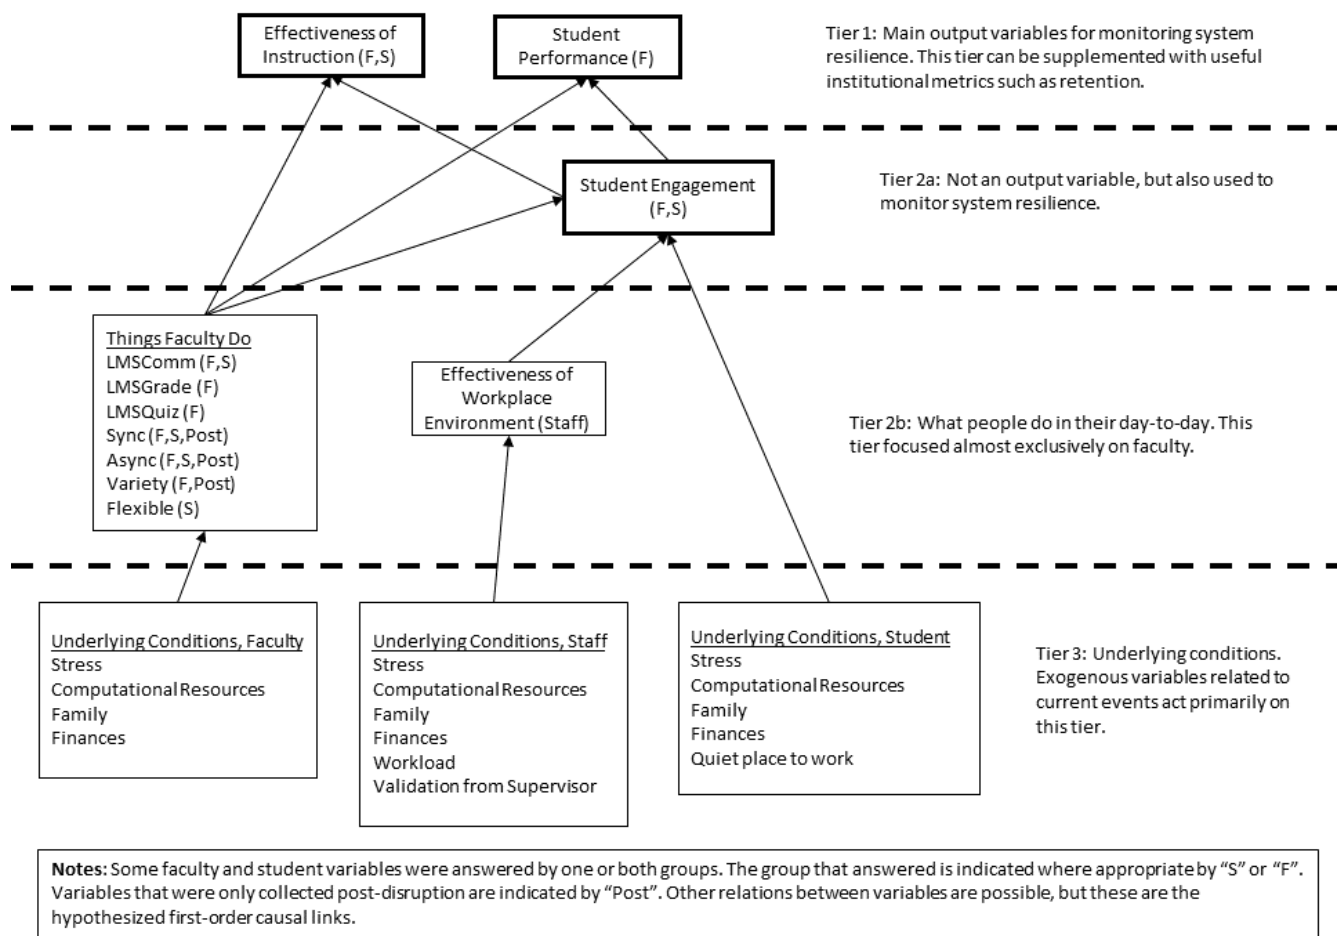 Effectiveness of
Instruction (F,S)
Student
Performance (F)
Tier 1: Main output variables for monitoring system
resilience. This tier can be supplemented with useful
institutional metrics such as retention.
Student Engagement
(F,S)
Tier 2a: Not an output variable, but also used to
monitor system resilience.
Things Faculty Do
LMSComm (F,S)
LMSGrade (F)
LMSQuiz (F)
Sync (F,S,Post)
Async (F,S,Post)
Variety (F,Post)
Flexible (S)
Effectiveness of
Workplace
Environment (Staff)
Tier 2b: What people do in their day-to-day. This
tier focused almost exclusively on faculty.
Underlying Conditions, Faculty
Stress
Computational Resources
Family
Finances
Underlying Conditions, Staff
Stress
Computational Resources
Family
Finances
Workload
Validation from Supervisor
Underlying Conditions, Student
Stress
Computational Resources
Family
Finances
Quiet place to work
Tier 3: Underlying conditions.
Exogenous variables related to
current events act primarily on
this tier.
Notes: Some faculty and student variables were answered by one or both groups. The group that answered is indicated where appropriate by “S” or “F”.
Variables that were only collected post-disruption are indicated by “Post”. Other relations between variables are possible, but these are the
hypothesized first-order causal links.